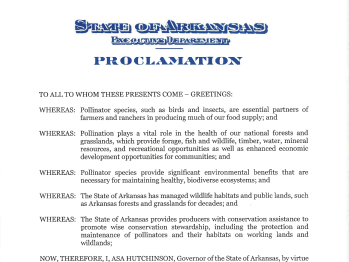 STATE OF ARKANSAS
EXECUTIVE DEPARTMENT
PROCLAMATION
TO ALL TO WHOM THESE PRESENTS COME – GREETINGS:
WHEREAS: Pollinator species, such as birds and insects, are essential partners of
farmers and ranchers in producing much of our food supply; and
WHEREAS: Pollination plays a vital role in the health of our national forests and
grasslands, which provide forage, fish and wildlife, timber, water, mineral
resources, and recreational opportunities as well as enhanced economic
development opportunities for communities; and
WHEREAS: Pollinator species provide significant environmental benefits that are
necessary for maintaining healthy, biodiverse ecosystems; and
WHEREAS: The State of Arkansas has managed wildlife habitats and public lands, such
as Arkansas forests and grasslands for decades; and
WHEREAS: The State of Arkansas provides producers with conservation assistance to
promote wise conservation stewardship, including the protection and
maintenance of pollinators and their habitats on working lands and
wildlands;
NOW, THEREFORE, I, ASA HUTCHINSON, Governor of the State of Arkansas, by virtue